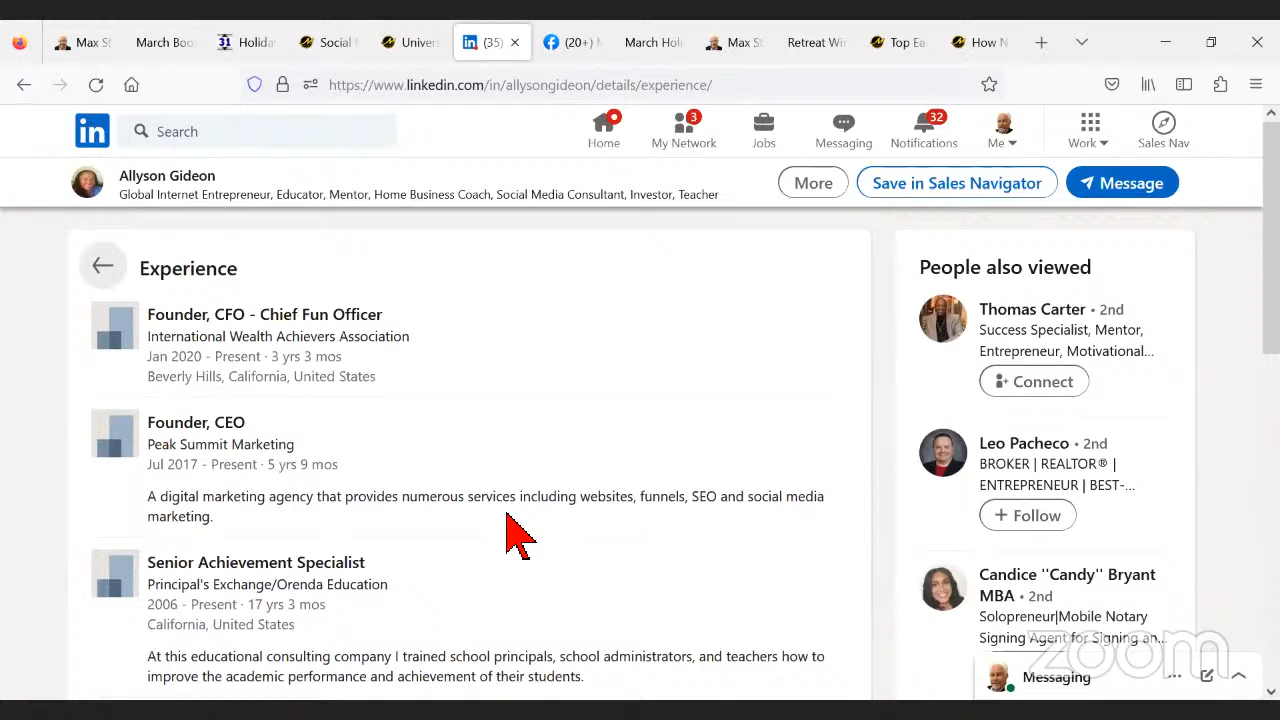 Max St
March Boo
31 Holida
Social
Univer
in (35)
(20+)
March Hol
Max St
Retreat Wi
Top Ea
How N
https://www.linkedin.com/in/allysongideon/details/experience/
in
Search
3
32
Home
My Network
Jobs
Messaging
Notifications
Me
Work
Sales Nav
Allyson Gideon
Global Internet Entrepreneur, Educator, Mentor, Home Business Coach, Social Media Consultant, Investor, Teacher
More
Save in Sales Navigator
Message
Experience
Founder, CFO - Chief Fun Officer
International Wealth Achievers Association
Jan 2020 - Present · 3 yrs 3 mos
Beverly Hills, California, United States
Founder, CEO
Peak Summit Marketing
Jul 2017 - Present · 5 yrs 9 mos
A digital marketing agency that provides numerous services including websites, funnels, SEO and social media
marketing.
Senior Achievement Specialist
Principal's Exchange/Orenda Education
2006 - Present · 17 yrs 3 mos
California, United States
At this educational consulting company I trained school principals, school administrators, and teachers how to
improve the academic performance and achievement of their students.
People also viewed
Thomas Carter · 2nd
Success Specialist, Mentor,
Entrepreneur, Motivational...
Connect
Leo Pacheco · 2nd
BROKER | REALTOR® |
ENTREPRENEUR | BEST-...
Follow
Candice "Candy" Bryant
MBA · 2nd
Solopreneur|Mobile Notary
Signing Agent for Signing an...
zoom
Messaging